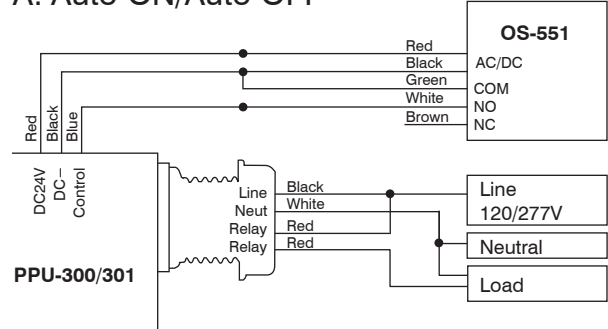 A. Auto ON/Auto OFF
Red
Black
Green
White
Brown
OS-551
AC/DC
COM
NO
NC
Red
Black
Blue
DC24V
DC–
Control
PPU-300/301
Line
Neut
Relay
Relay
Black
White
Red
Red
Line
120/277V
Neutral
Load